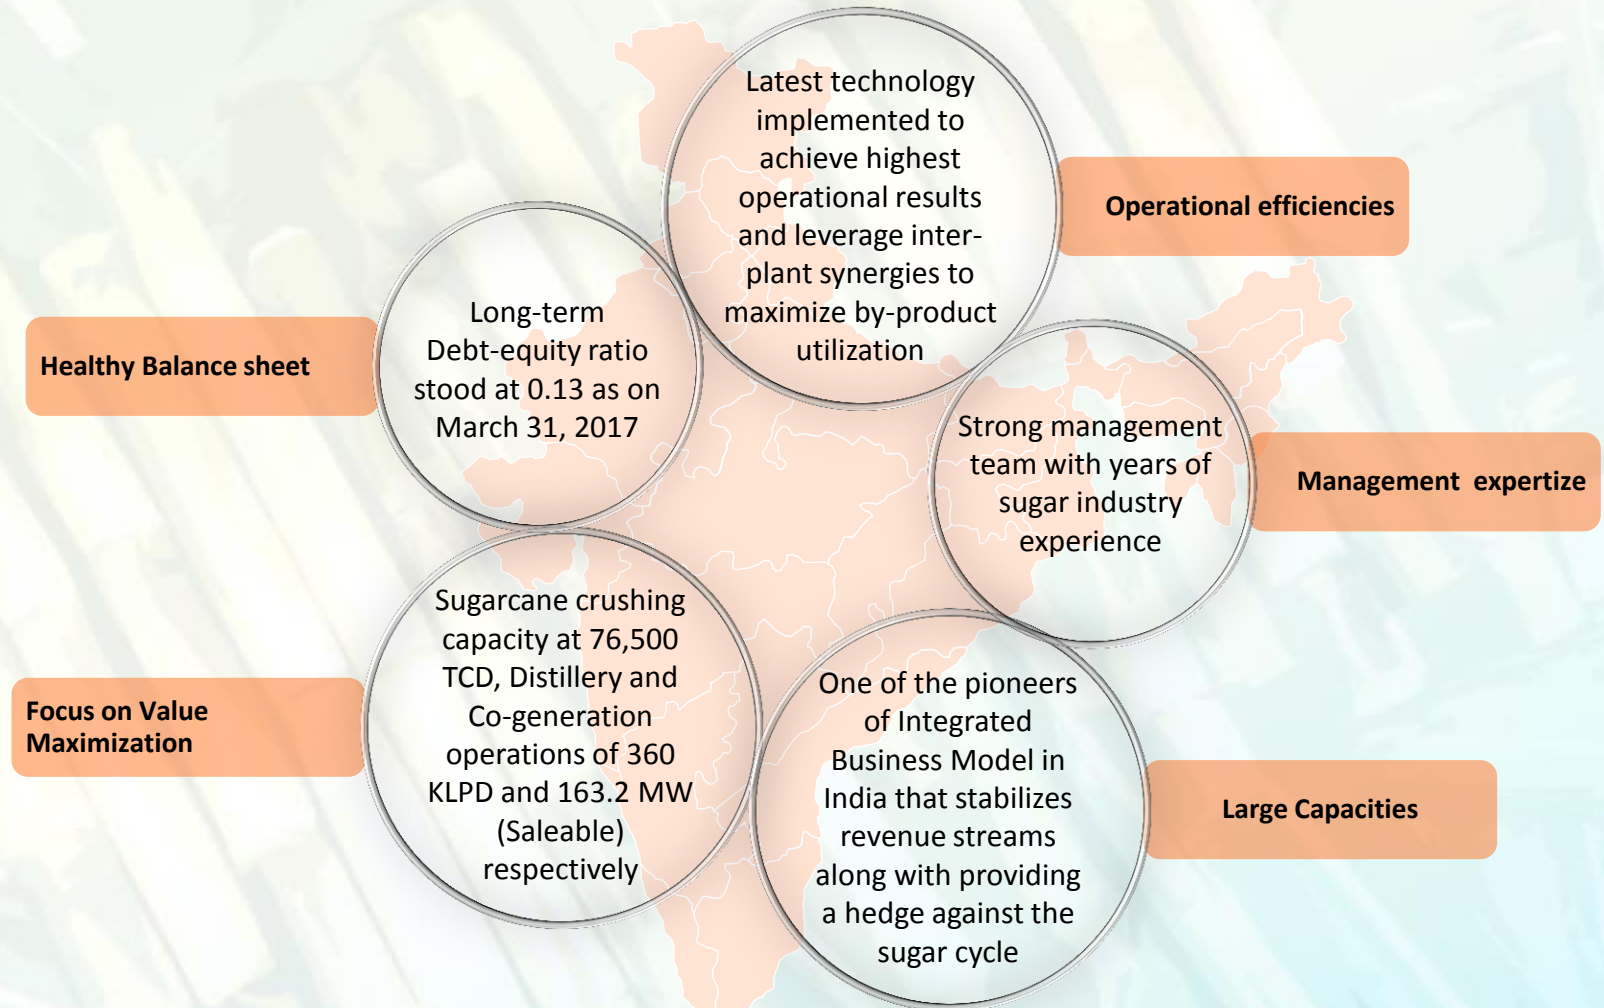 Latest technology
implemented to
achieve highest
operational results
and leverage inter-
plant synergies to
maximize by-product
utilization
Operational efficiencies
Healthy Balance sheet
Long-term
Debt-equity ratio
stood at 0.13 as on
March 31, 2017
Strong management
team with years of
sugar industry
experience
Management  expertize
Focus on Value
Maximization
Sugarcane crushing
capacity at 76,500
TCD, Distillery and
Co-generation
operations of 360
KLPD and 163.2 MW
(Saleable)
respectively
One of the pioneers
of Integrated
Business Model in
India that stabilizes
revenue streams
along with providing
a hedge against the
sugar cycle
Large Capacities